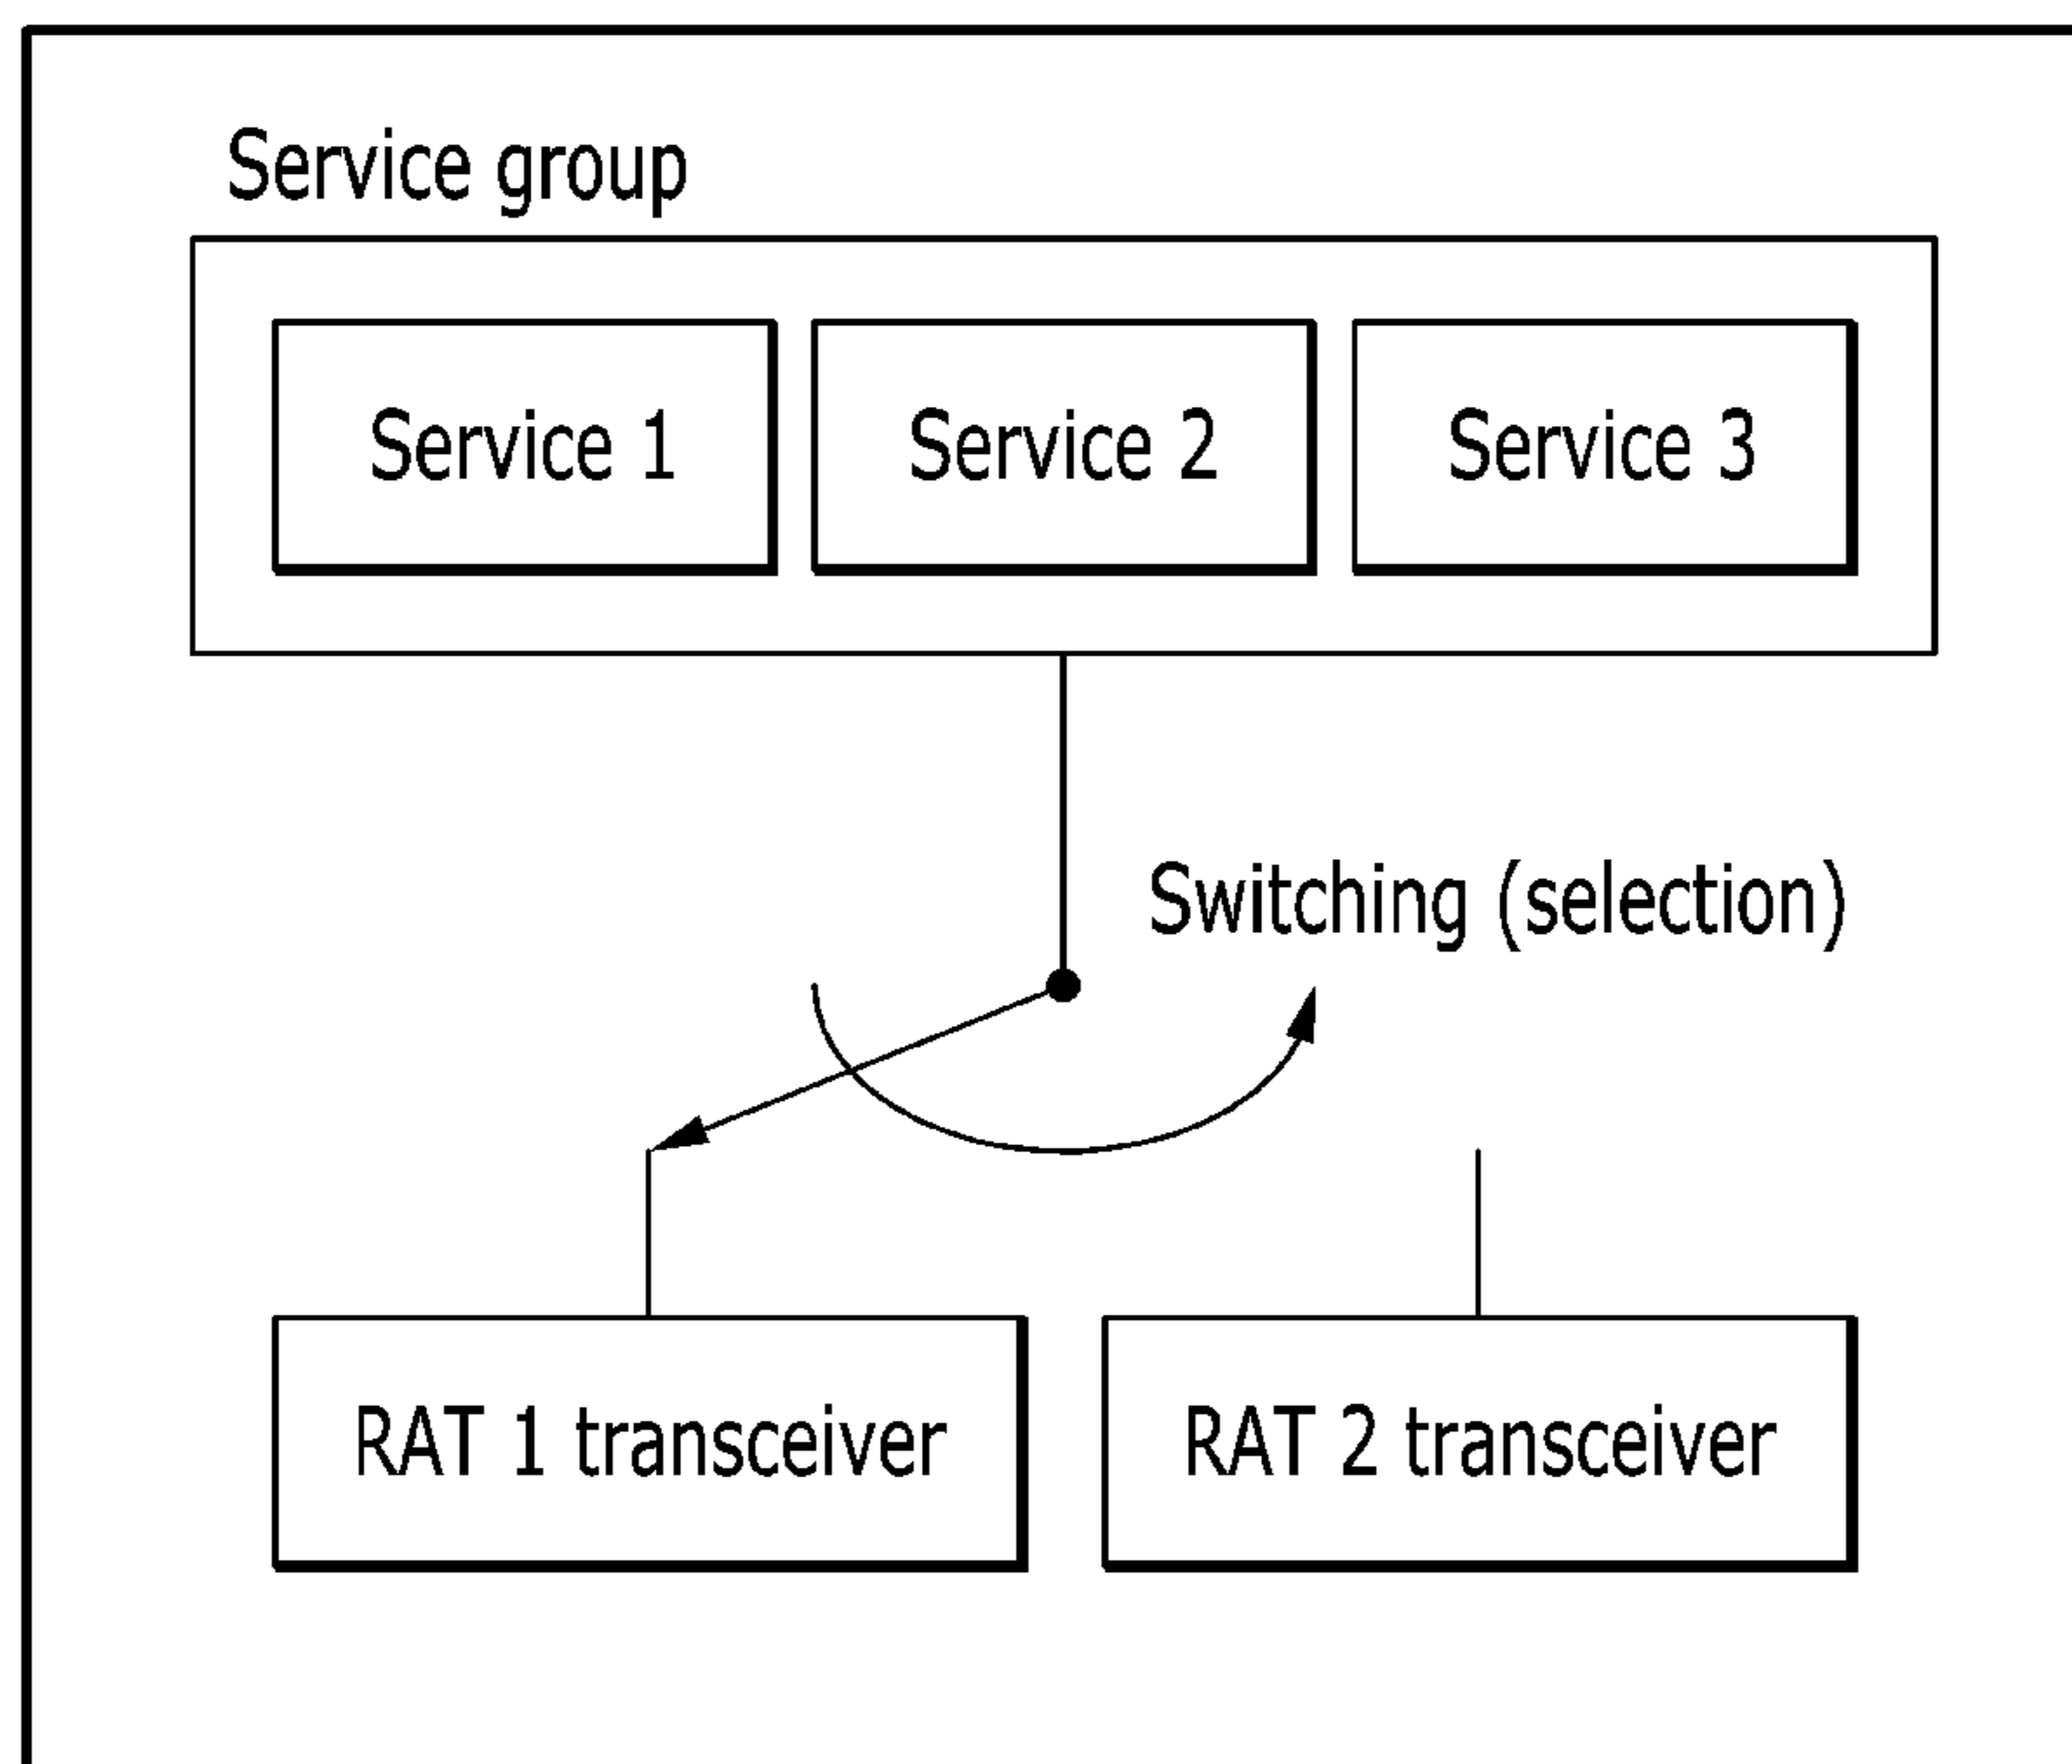 Service group
Service 1
Service 2
Service 3
Switching (selection)
RAT 1 transceiver
RAT 2 transceiver